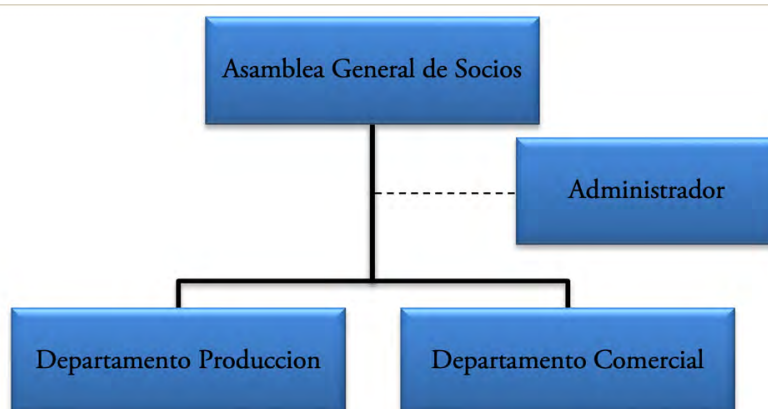 Asamblea General de Socios
Administrador
Departamento Produccion
Departamento Comercial